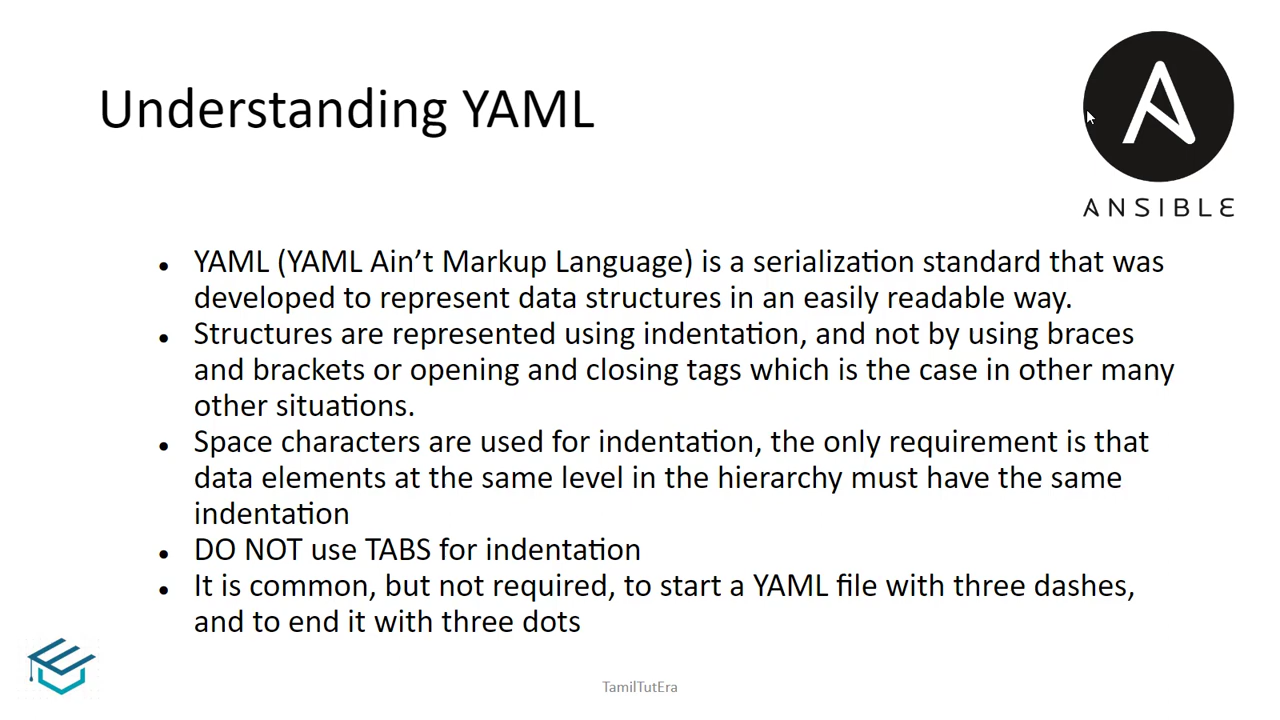 Understanding YAML
ANSIBLE
• YAML (YAML Ain’t Markup Language) is a serialization standard that was
developed to represent data structures in an easily readable way.
• Structures are represented using indentation, and not by using braces
and brackets or opening and closing tags which is the case in other many
other situations.
• Space characters are used for indentation, the only requirement is that
data elements at the same level in the hierarchy must have the same
indentation
• DO NOT use TABS for indentation
• It is common, but not required, to start a YAML file with three dashes,
and to end it with three dots
TamilTutEra